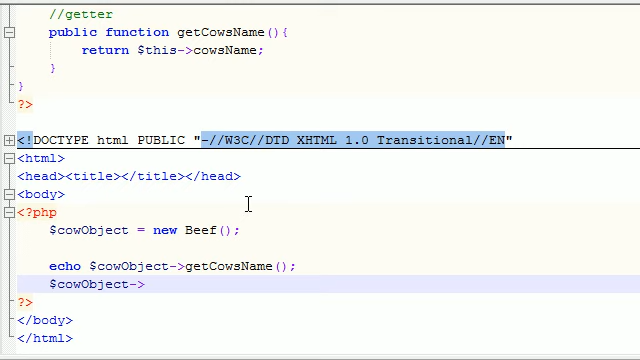 //getter
public function getCowsName(){
return $this->cowsName;
}
}
?>
<!DOCTYPE html PUBLIC "-//W3C//DTD XHTML 1.0 Transitional//EN"
<html>
<head><title></title></head>
<body>
<?php
$cowObject = new Beef();
echo $cowObject->getCowsName();
$cowObject->
?>
</body>
</html>